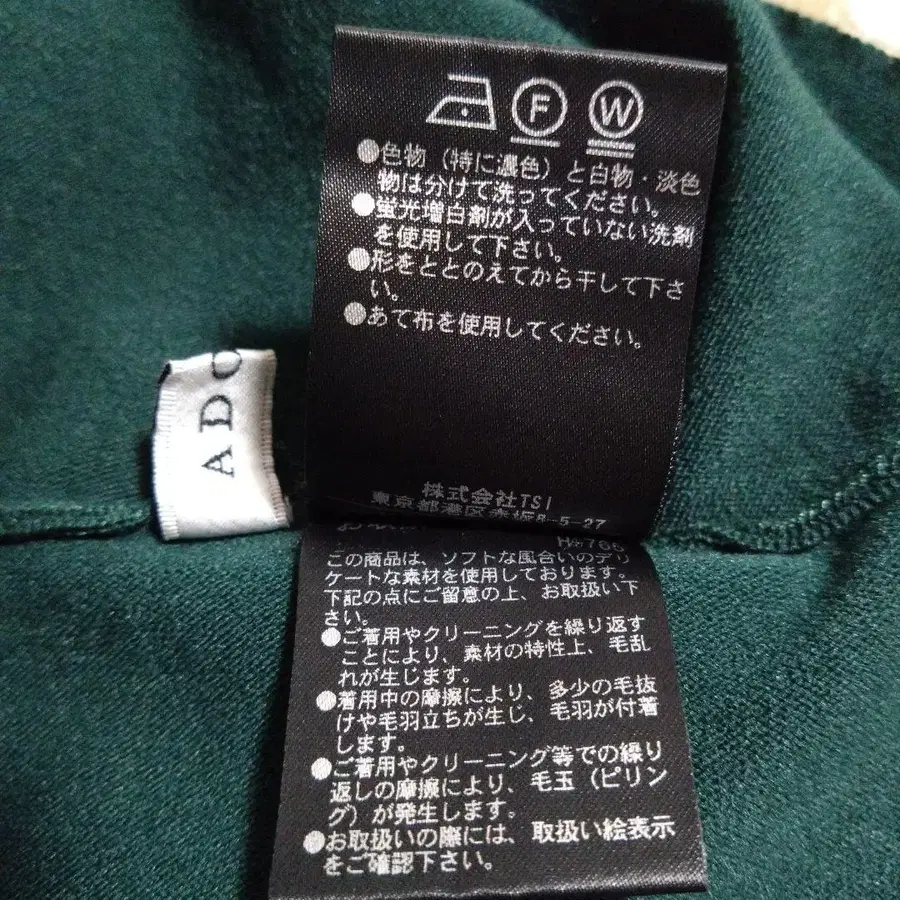 F W
●色物（特に濃色）と白物・淡色
物は分けて洗ってください。
●蛍光増白剤が入っていない洗剤
を使用して下さい。
●形をととのえてから干して下さ
い。
●あて布を使用してください。
株式会社TSI
東京都港区赤坂8-5-27
ADO
この商品は、ソフトな風合いのデリ
ケートな素材を使用しております。
下記の点にご留意の上、お取扱い下
さい。
●ご着用やクリーニングを繰り返す
ことにより、素材の特性上、毛乱
れが生じます。
●着用中の摩擦により、多少の毛抜
けや毛羽立ちが生じ、毛羽が付着
します。
●ご着用やクリーニング等での繰り
返しの摩擦により、毛玉（ピリン
グ）が発生します。
●お取扱いの際には、取扱い絵表示
をご確認下さい。